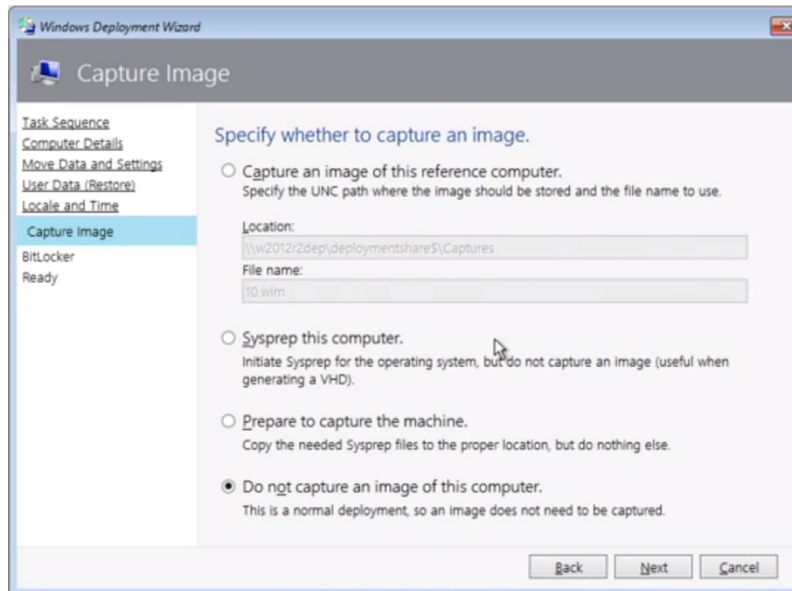 Windows Deployment Wizard
Capture Image
Task Sequence
Computer Details
Move Data and Settings
User Data (Restore)
Locale and Time
Capture Image
BitLocker
Ready
Specify whether to capture an image.
Capture an image of this reference computer.
Specify the UNC path where the image should be stored and the file name to use.
Location:
\\w2012r2dep\deploymentshare$\Captures
File name:
10.wim
Sysprep this computer.
Initiate Sysprep for the operating system, but do not capture an image (useful when
generating a VHD).
Prepare to capture the machine.
Copy the needed Sysprep files to the proper location, but do nothing else.
Do not capture an image of this computer.
This is a normal deployment, so an image does not need to be captured.
Back Next Cancel